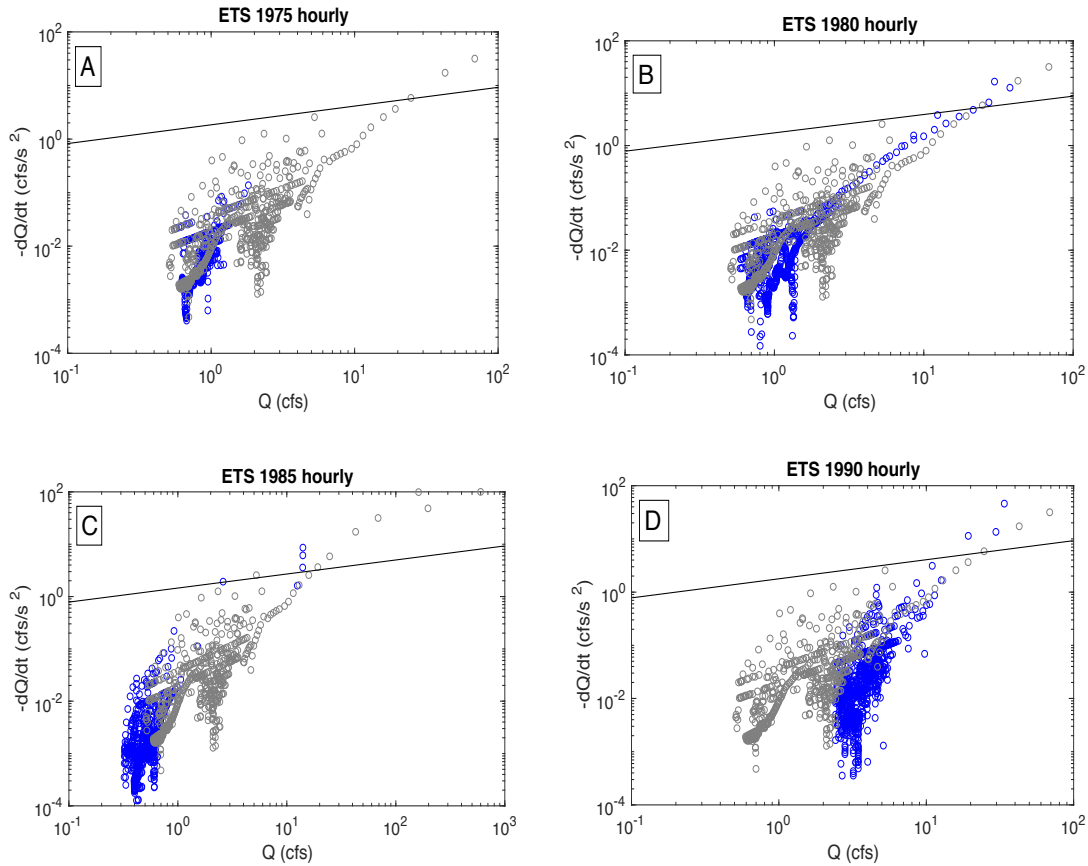 ETS 1975 hourly
A
10^2
10^0
10^-2
10^-4
-dQ/dt (cfs/s^2)
10^-1
10^0
10^1
10^2
Q (cfs)
ETS 1980 hourly
B
10^2
10^0
10^-2
10^-4
-dQ/dt (cfs/s^2)
10^-1
10^0
10^1
10^2
Q (cfs)
ETS 1985 hourly
C
10^2
10^0
10^-2
10^-4
-dQ/dt (cfs/s^2)
10^-1
10^0
10^1
10^2
10^3
Q (cfs)
ETS 1990 hourly
D
10^2
10^0
10^-2
10^-4
-dQ/dt (cfs/s^2)
10^-1
10^0
10^1
10^2
Q (cfs)